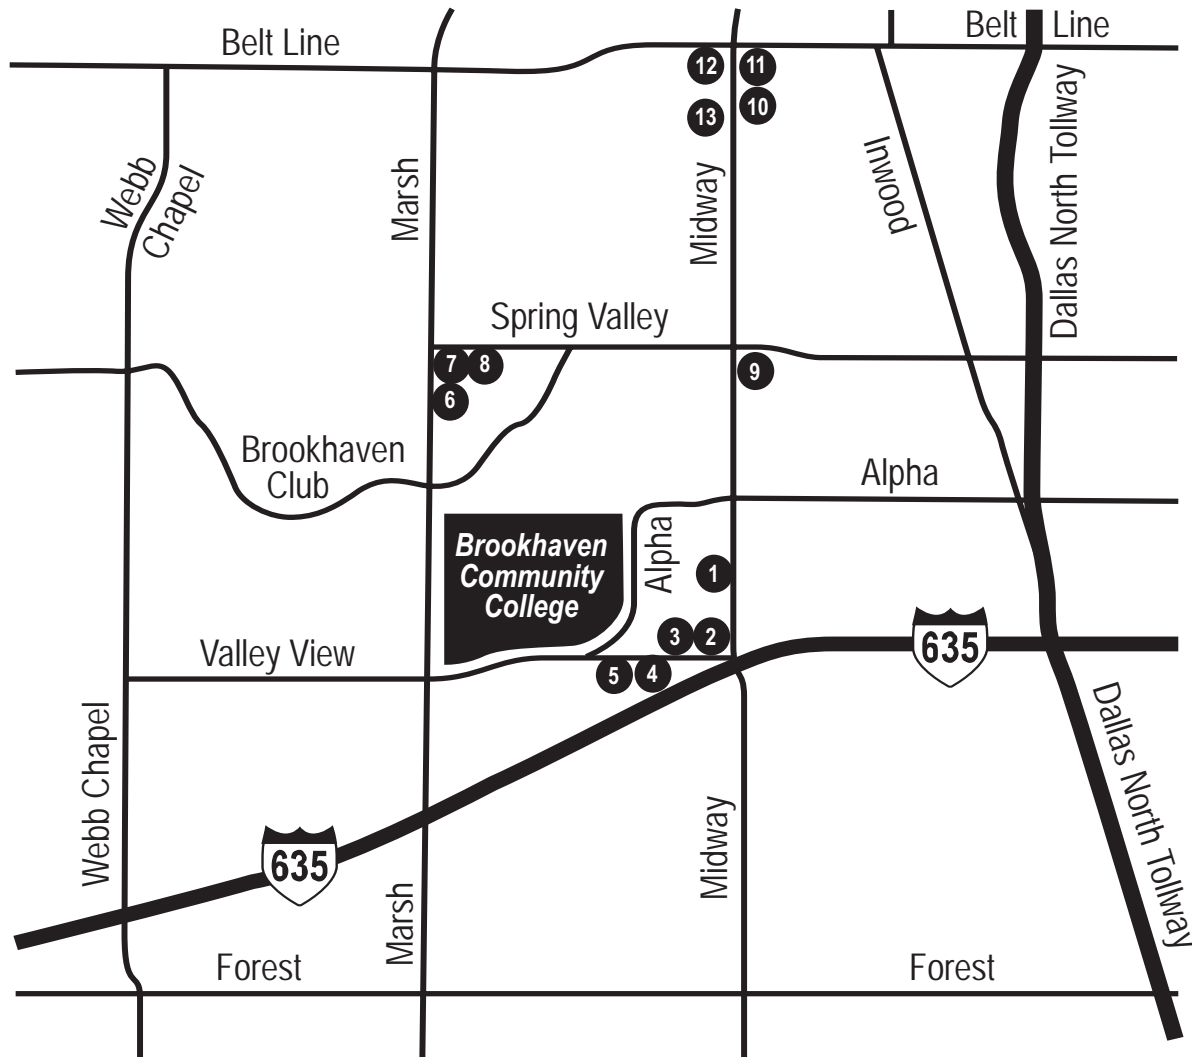 Belt Line
Belt Line
12
11
13
10
Webb
Chapel
Marsh
Midway
Inwood
Dallas North Tollway
Spring Valley
7
8
9
6
Brookhaven
Club
Alpha
Brookhaven
Community
College
Alpha
1
3
2
635
Valley View
5
4
Webb Chapel
635
Marsh
Midway
Dallas North Tollway
Forest
Forest